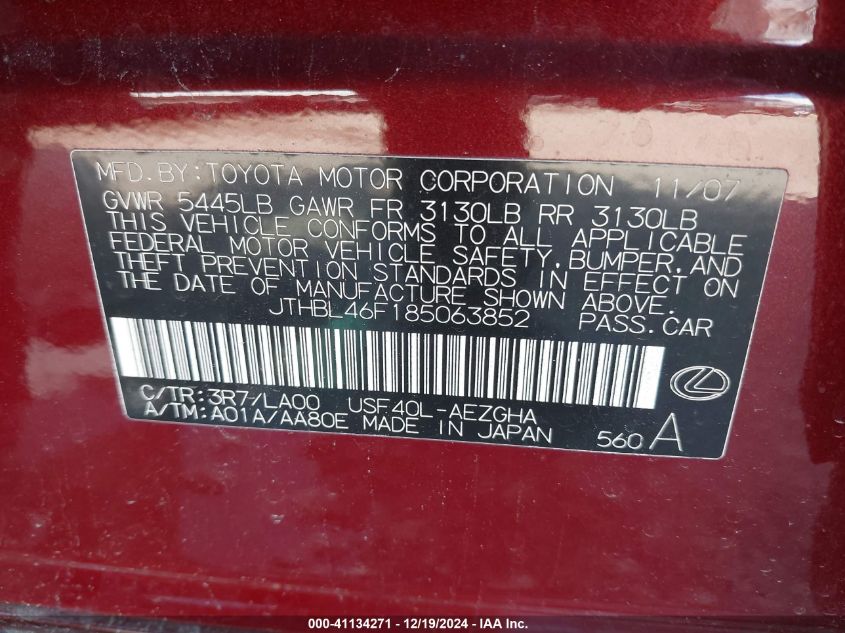 MFD.BY:TOYOTA MOTOR CORPORATION 11/07
GVWR 5445LB GAWR FR 3130LB RR 3130LB
THIS VEHICLE CONFORMS TO ALL APPLICABLE
FEDERAL MOTOR VEHICLE SAFETY,BUMPER,AND
THEFT PREVENTION STANDARDS IN EFFECT ON
THE DATE OF MANUFACTURE SHOWN ABOVE.
JTHBL46F185063852 PASS.CAR
C/TR:3R7/LA00 USF40L-AEZGHA
A/TM:A01A/AA80E MADE IN JAPAN 560 A
000-41134271 - 12/19/2024 - IAA Inc.